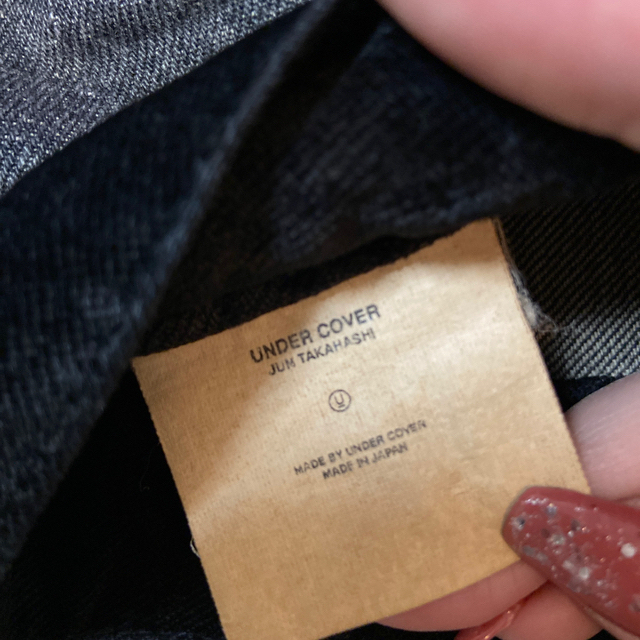 UNDER COVER
JUN TAKAHASHI
U
MADE BY UNDER COVER
MADE IN JAPAN